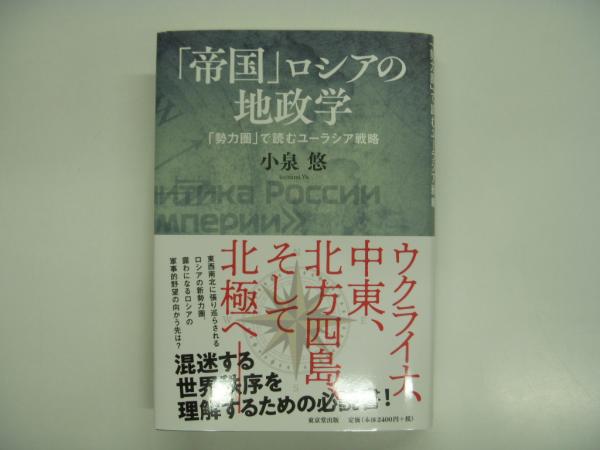 「帝国」ロシアの
地政学
「勢力圏」で読むユーラシア戦略
小泉 悠
Koizumi Yu
литика России
мперии»
ウクライナ、
中東、
北方四島、
そして
北極へ――
東西南北に張り巡らされる
ロシアの新勢力圏。
露わになるロシアの
軍事的野望の向かう先は?
混迷する
世界秩序を
理解するための必読書!
東京堂出版 定価(本体2400円+税)